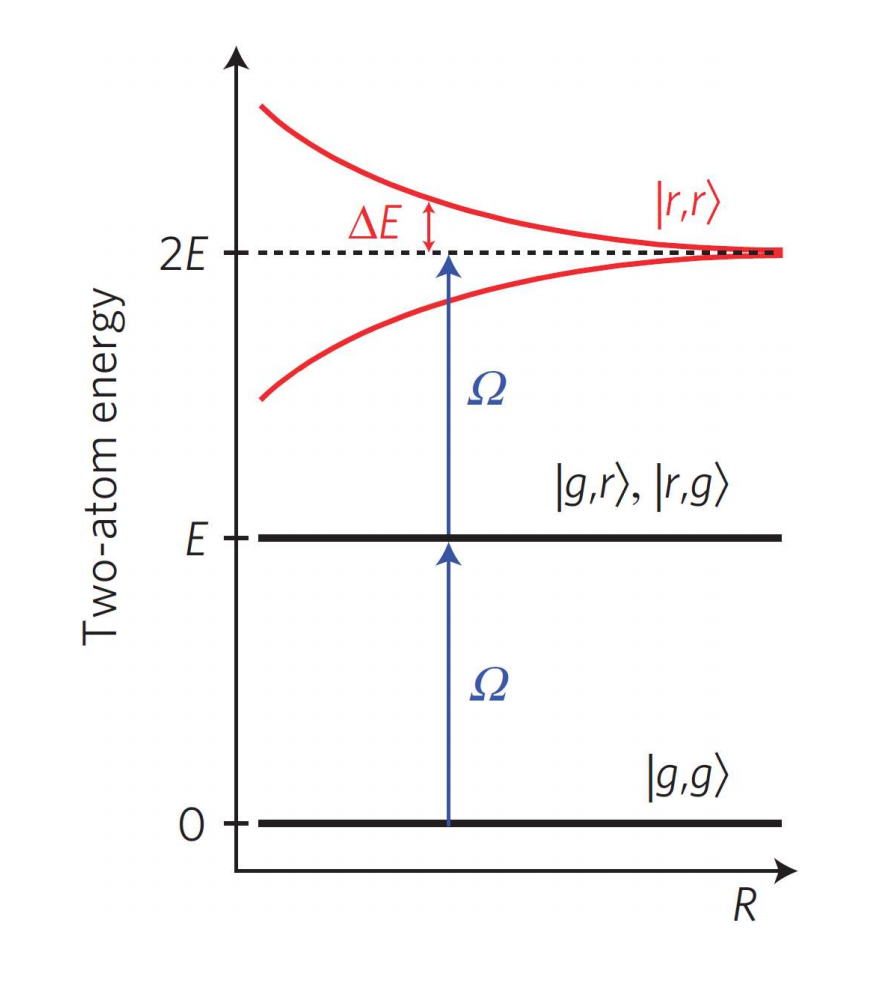 |r,r⟩
ΔE
2E
Ω
|g,r⟩, |r,g⟩
E
Two-atom energy
Ω
|g,g⟩
0
R